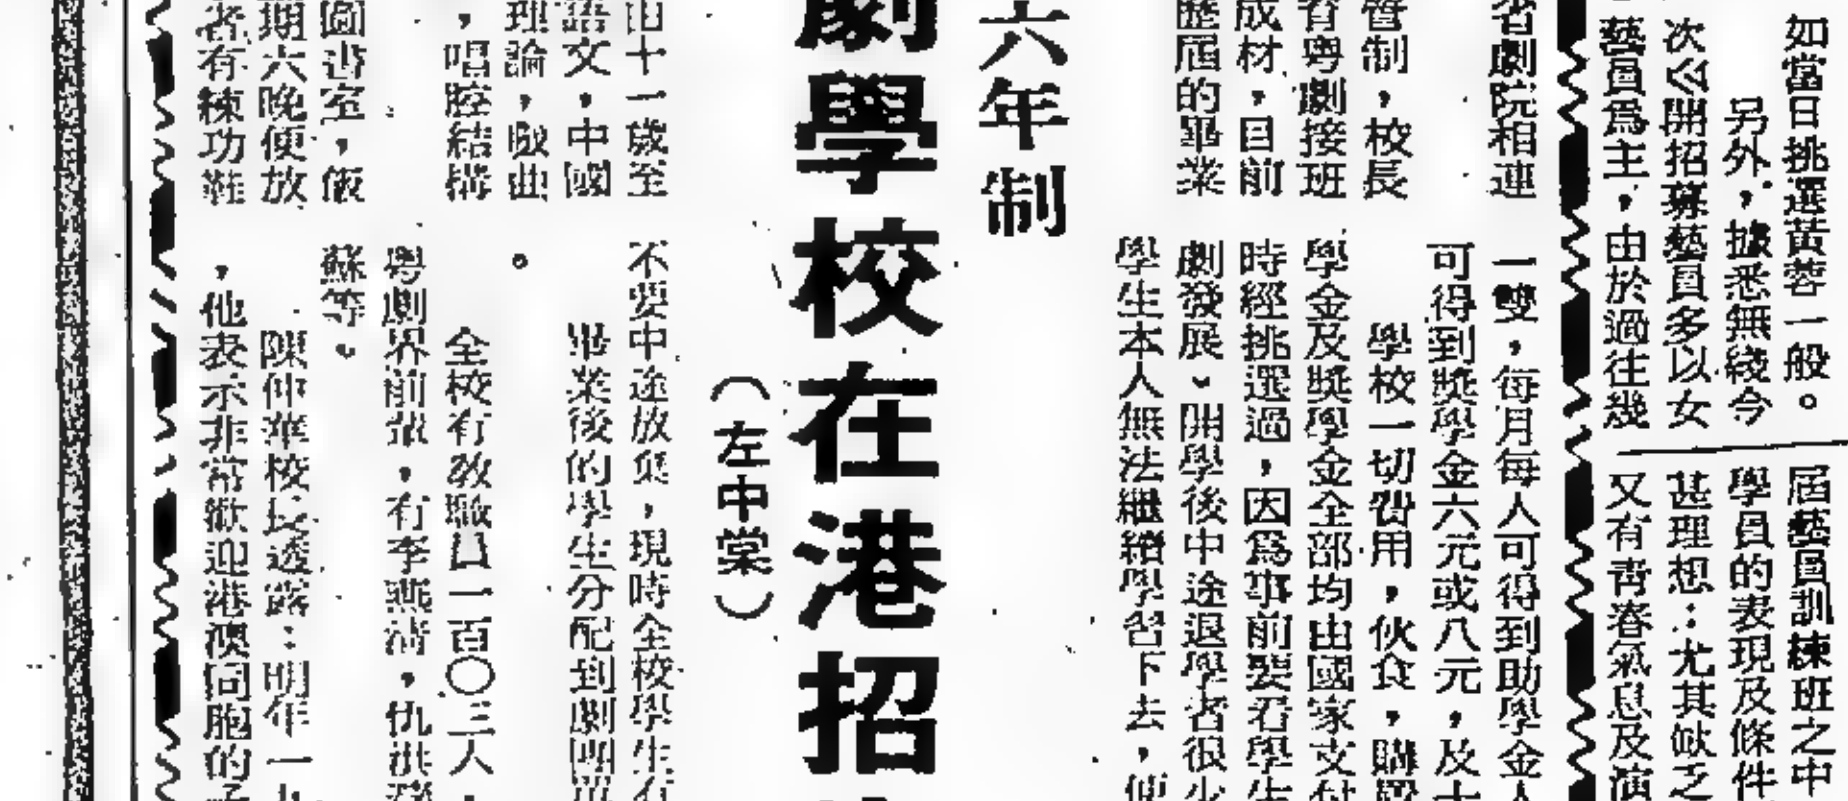 如當日挑選黃蓉一般。
另外，據悉無綫今
次《開招募藝員多以女
藝員為主，由於過往幾
屆藝員訓練班之中
學員的表現及條件
甚理想：尤其缺乏
又有青春氣息及演
省劇院相連
管制，校長
育粵劇接班
成材，目前
歷屆的畢業
一雙，每月每人可得到助學金
可得到獎學金六元或八元，及
學校一切費用，伙食，購
學金及獎學金全部均由國家支付
時經挑選過，因為事前要看學生
劇發展。開學後中途退學者很少
學生本人無法繼續學習下去，便
六年制
劇學校在港招
（左中棠）
由十一歲至
語文，中國
理論，戲曲
，唱腔結構
圖書室，飯
期六晚便放
者有練功鞋
不要中途放棄，現時全校學生有
畢業後的學生分配到劇團
。
全校有教職員一百〇三人，
粵劇界前輩，有李燕清，仇洪
蘇等。
陳仲華校長透露：明年一
，他表示非常歡迎港澳同胞的子